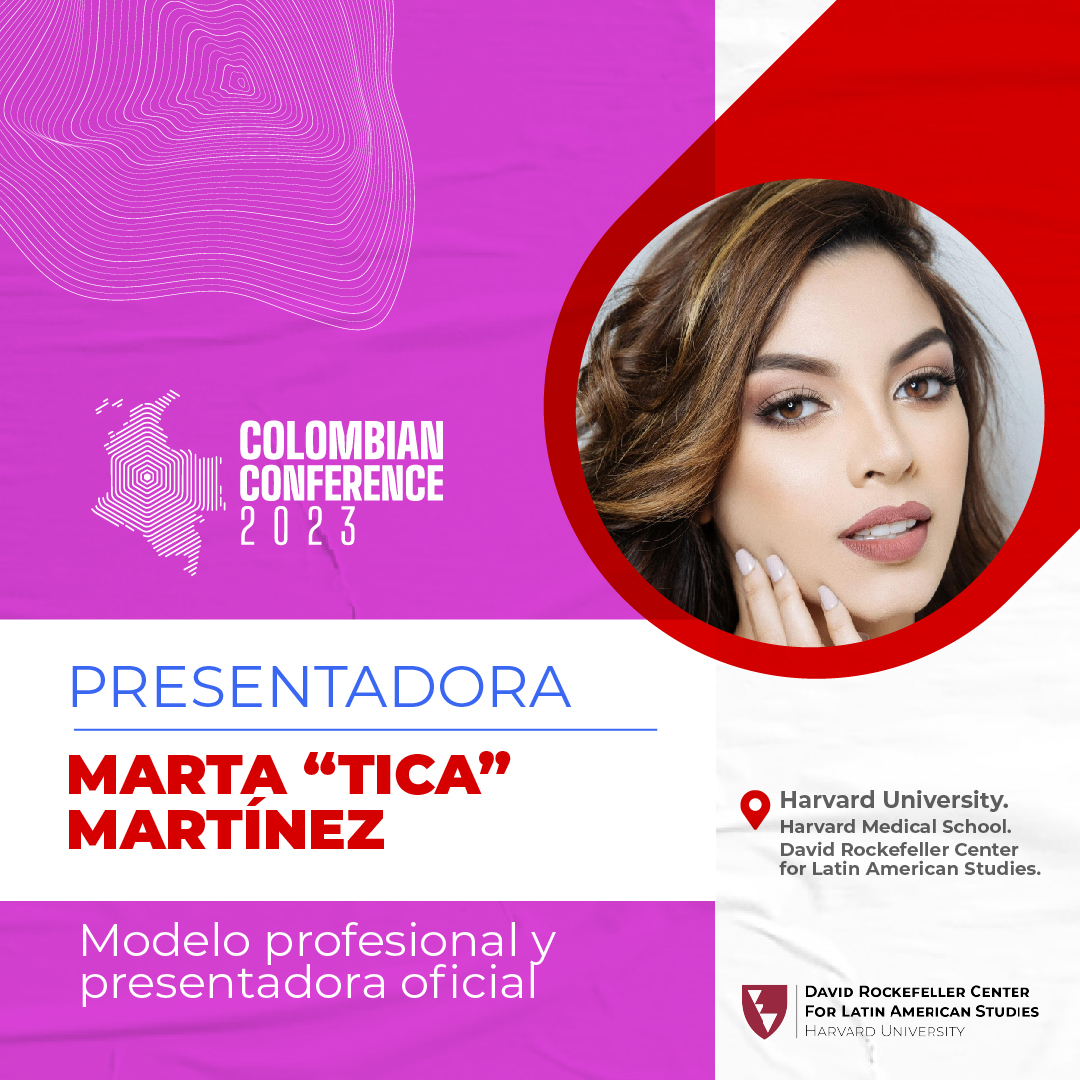 COLOMBIAN
CONFERENCE
2023
PRESENTADORA
MARTA “TICA”
MARTÍNEZ
Modelo profesional y
presentadora oficial
Harvard University.
Harvard Medical School.
David Rockefeller Center
for Latin American Studies.
DAVID ROCKEFELLER CENTER
FOR LATIN AMERICAN STUDIES
HARVARD UNIVERSITY